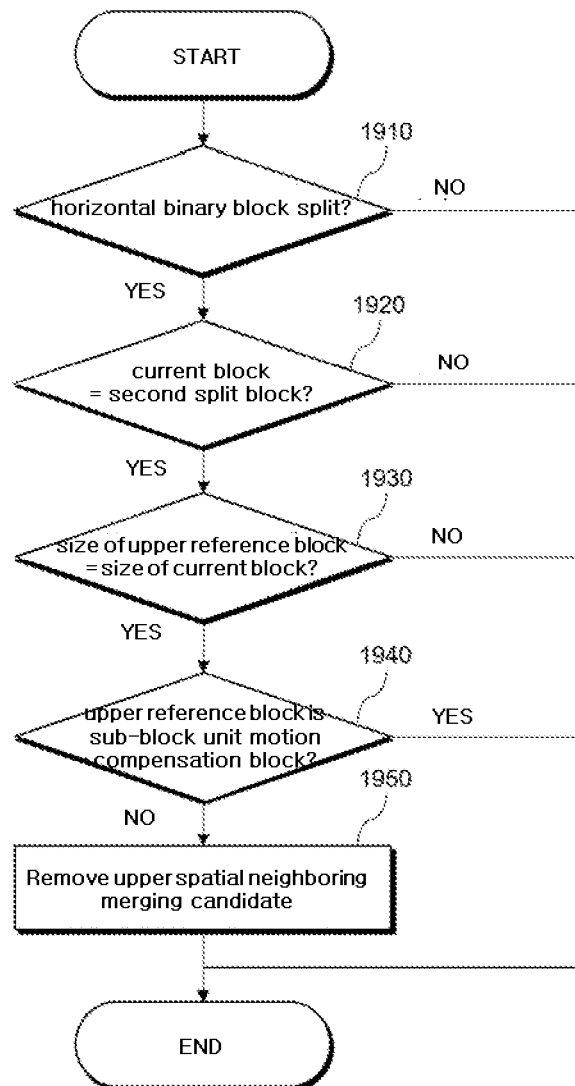 START
1910
horizontal binary block split?
NO
YES
1920
current block
= second split block?
NO
YES
1930
size of upper reference block
= size of current block?
NO
YES
1940
upper reference block is
sub-block unit motion
compensation block?
YES
NO
1950
Remove upper spatial neighboring
merging candidate
END